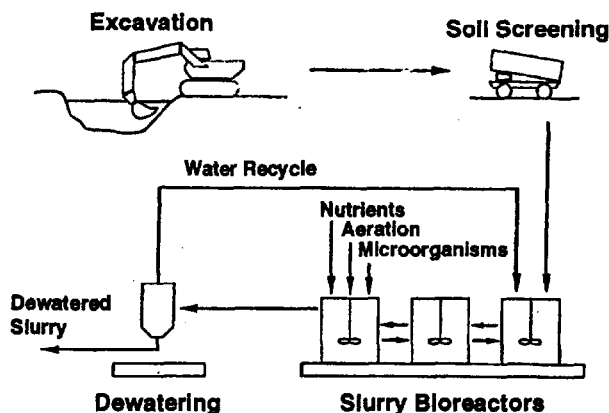 Excavation
Soil Screening
Water Recycle
Nutrients
Aeration
Microorganisms
Dewatered
Slurry
Dewatering
Slurry Bioreactors